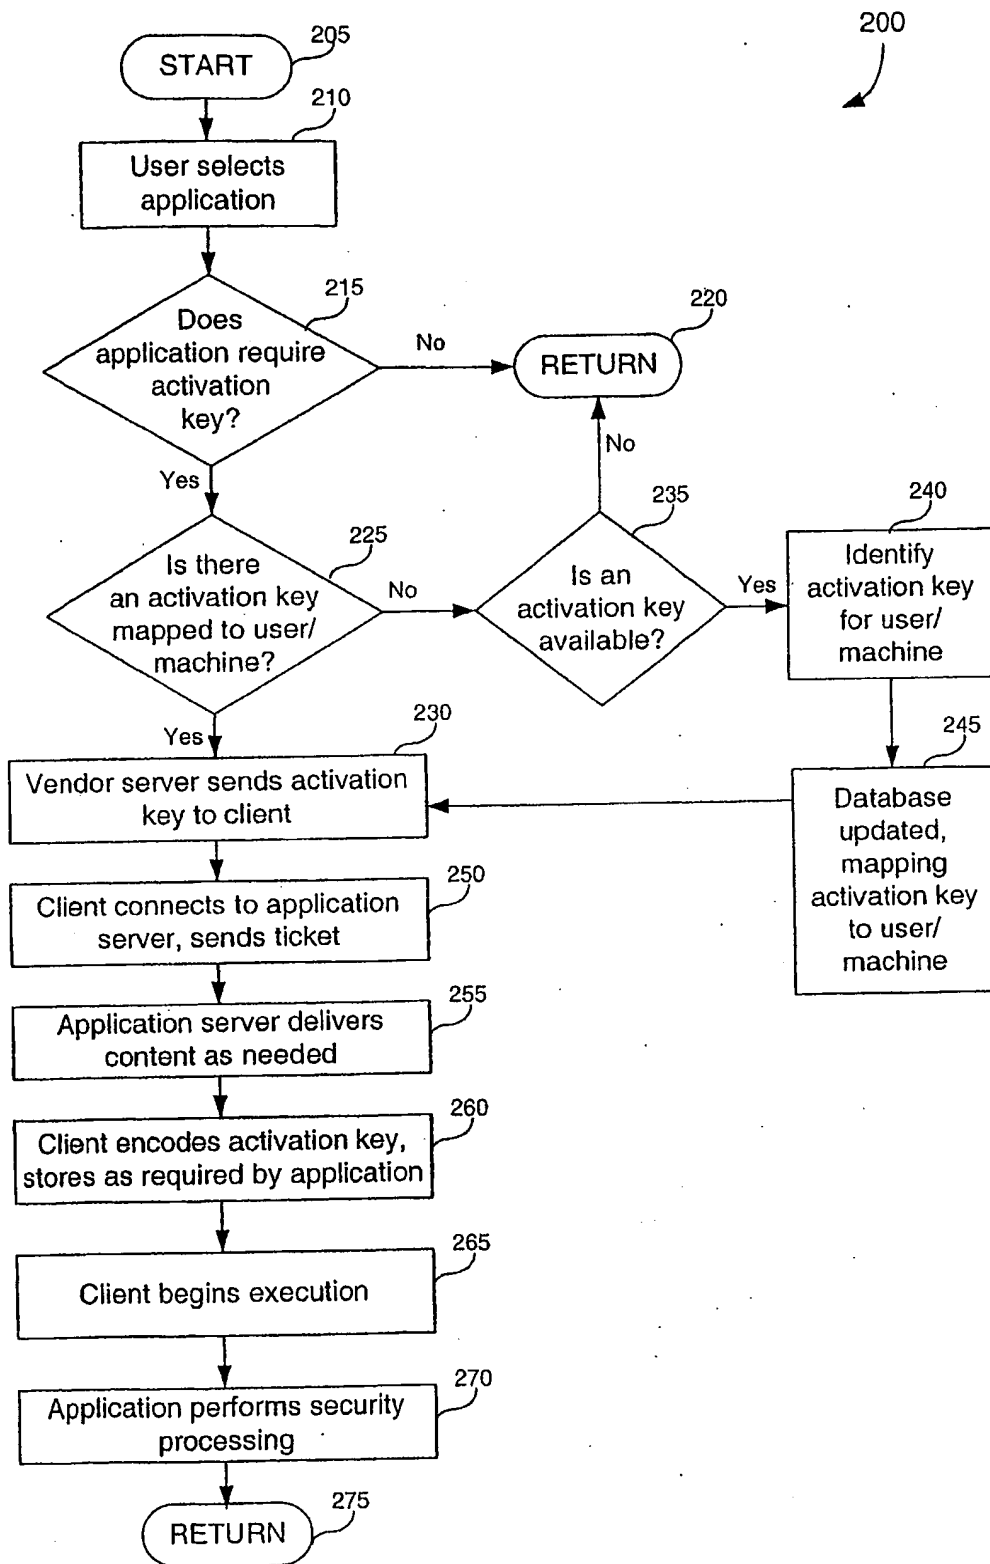 200
205
START
210
User selects
application
215
Does
application require
activation
key?
No
220
RETURN
Yes
No
225
Is there
an activation key
mapped to user/
machine?
No
235
Is an
activation key
available?
Yes
240
Identify
activation key
for user/
machine
Yes
230
Vendor server sends activation
key to client
245
Database
updated,
mapping
activation key
to user/
machine
250
Client connects to application
server, sends ticket
255
Application server delivers
content as needed
260
Client encodes activation key,
stores as required by application
265
Client begins execution
270
Application performs security
processing
275
RETURN